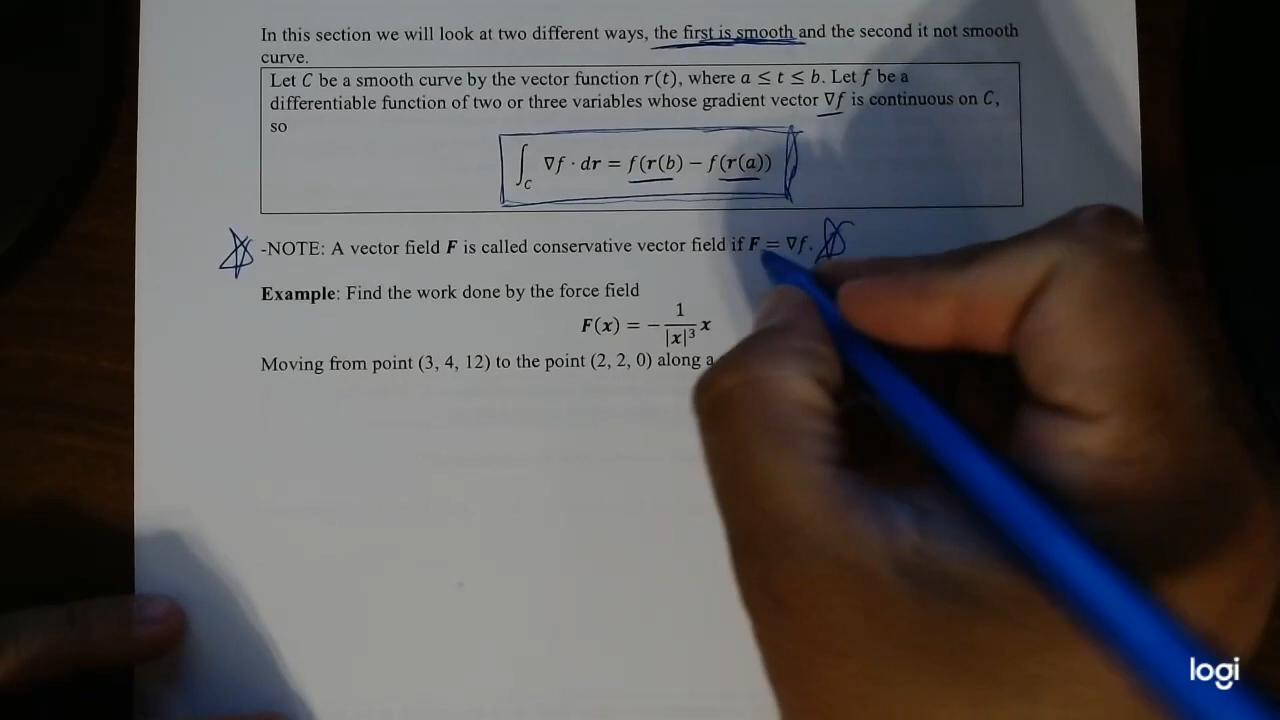 In this section we will look at two different ways, the first is smooth and the second it not smooth
curve.
Let C be a smooth curve by the vector function r(t), where a ≤ t ≤ b. Let f be a
differentiable function of two or three variables whose gradient vector ∇f is continuous on C,
so
∫_C ∇f · dr = f(r(b) − f(r(a))
-NOTE: A vector field F is called conservative vector field if F = ∇f.
Example: Find the work done by the force field
F(x) = − 1/|x|³ x
Moving from point (3, 4, 12) to the point (2, 2, 0) along a
logi